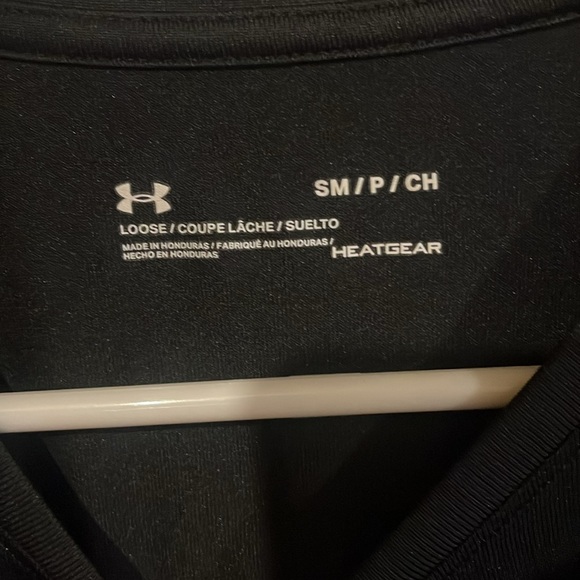 SM / P / CH
LOOSE / COUPE LÂCHE / SUELTO
MADE IN HONDURAS / FABRIQUÉ AU HONDURAS /
HECHO EN HONDURAS
HEATGEAR